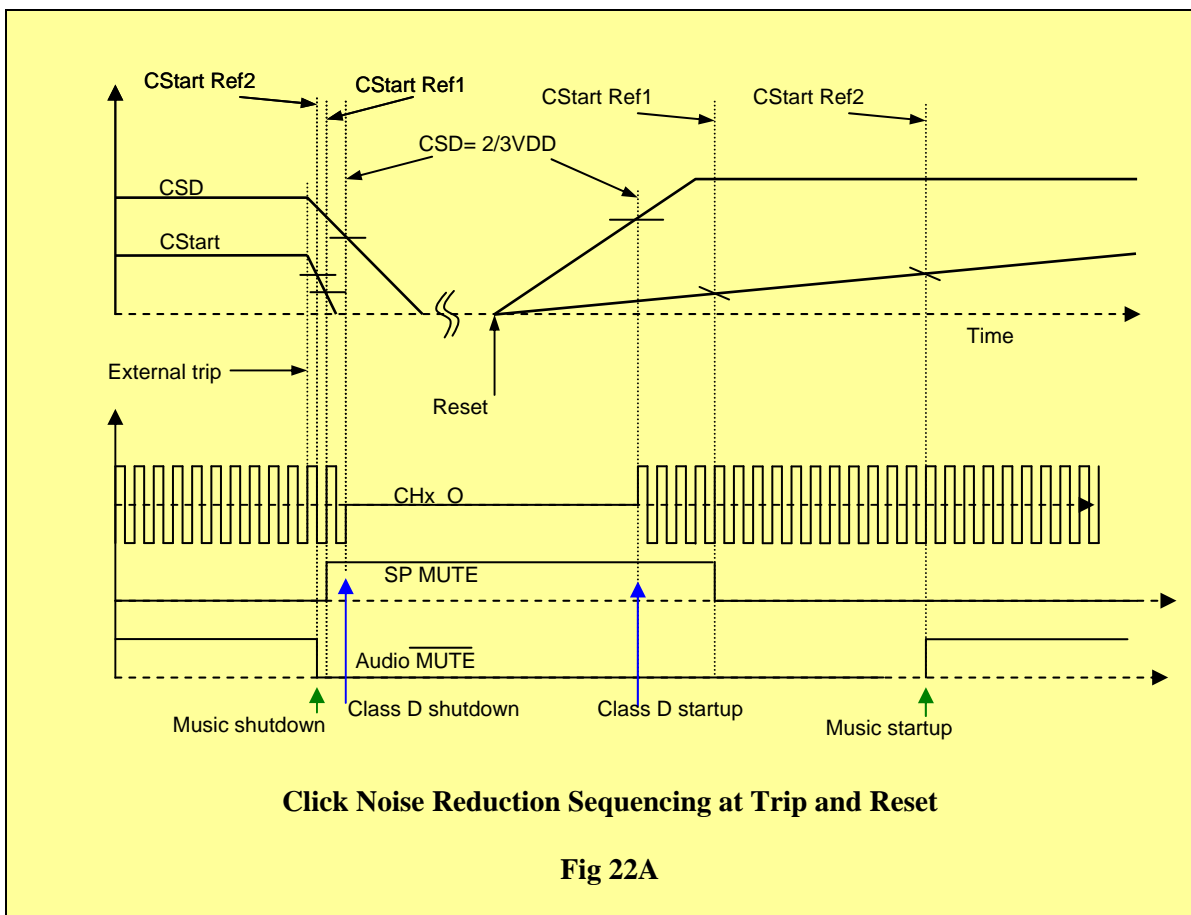 CStart Ref2
CStart Ref1
CStart Ref1
CStart Ref2
CSD= 2/3VDD
CSD
CStart
Time
External trip
Reset
CHx_O
SP MUTE
Audio MUTE
Music shutdown
Class D shutdown
Class D startup
Music startup
Click Noise Reduction Sequencing at Trip and Reset
Fig 22A